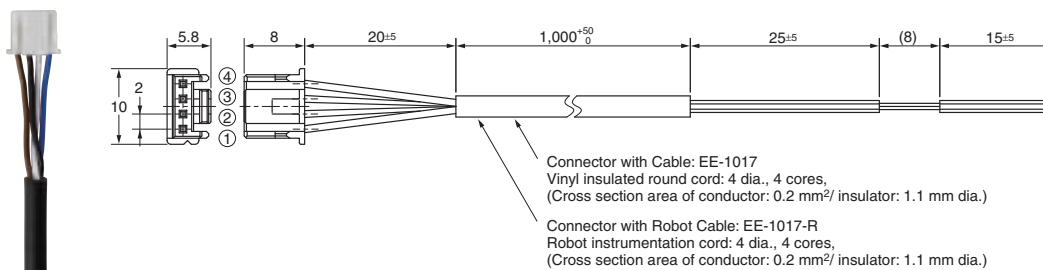 5.8
8
20±5
1,000+50 0
25±5
(8)
15±5
2
10
④
③
②
①
Connector with Cable: EE-1017
Vinyl insulated round cord: 4 dia., 4 cores,
(Cross section area of conductor: 0.2 mm²/ insulator: 1.1 mm dia.)
Connector with Robot Cable: EE-1017-R
Robot instrumentation cord: 4 dia., 4 cores,
(Cross section area of conductor: 0.2 mm²/ insulator: 1.1 mm dia.)